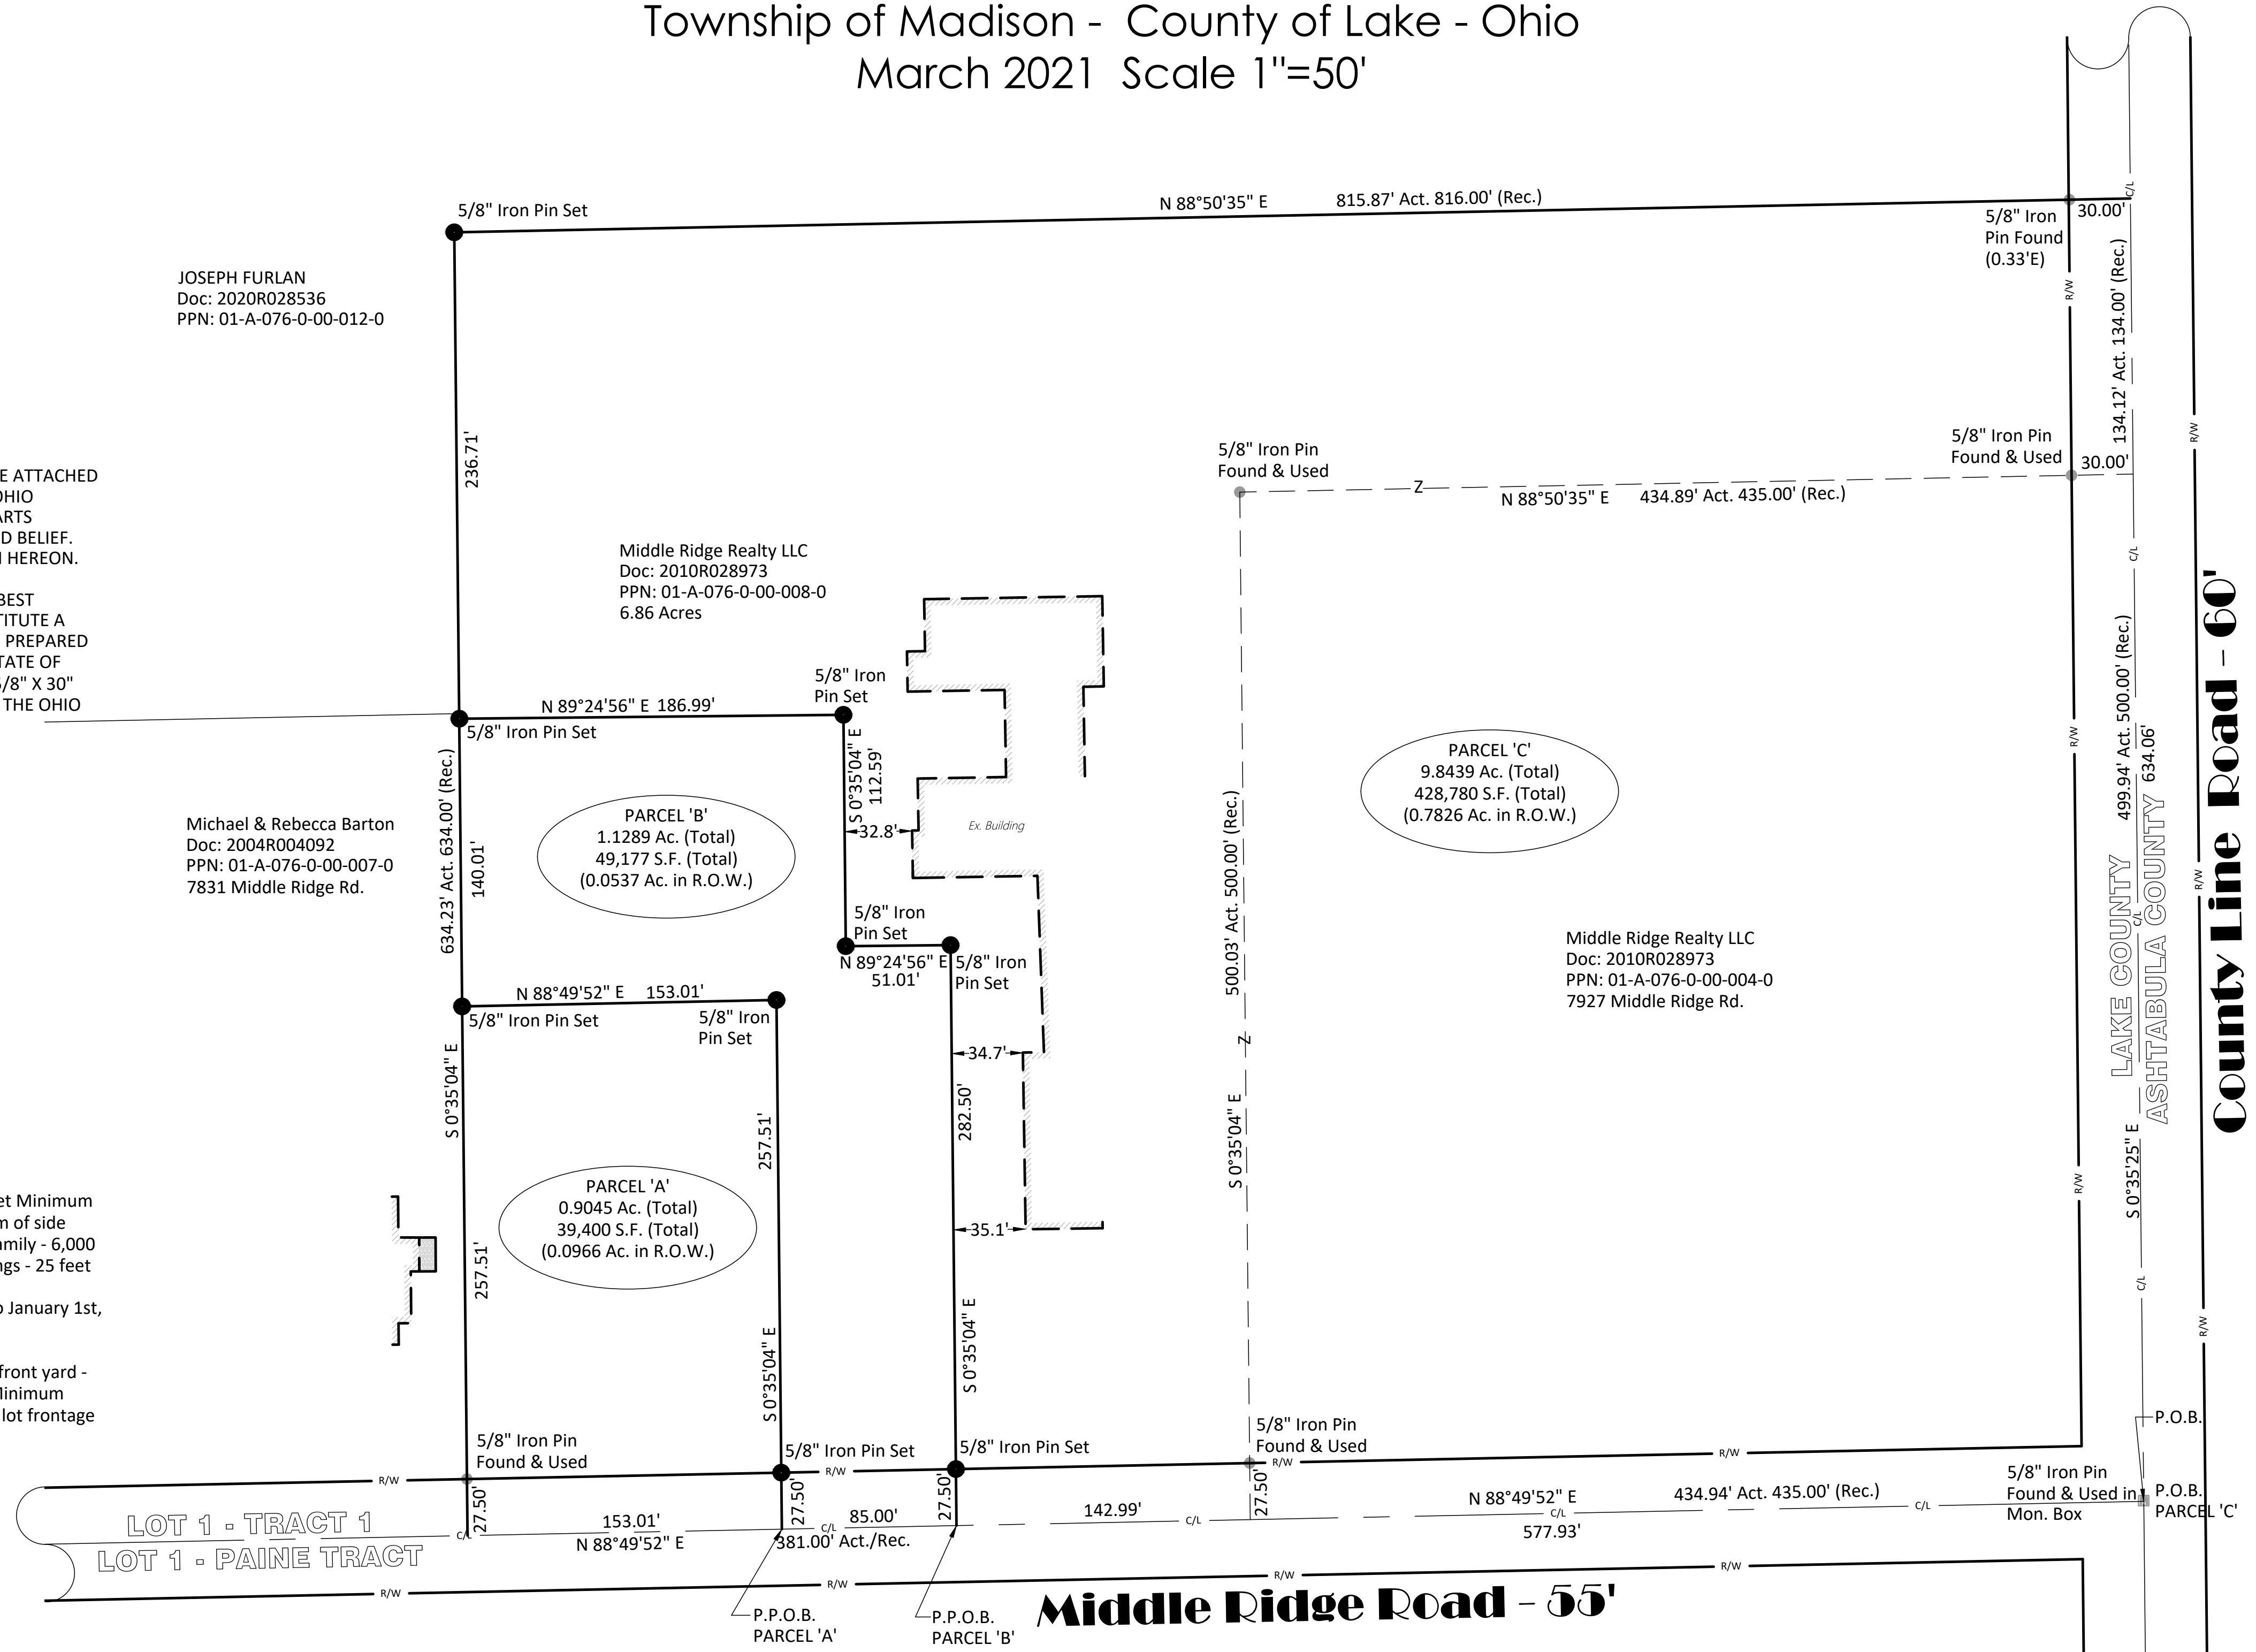 Township of Madison - County of Lake - Ohio
March 2021 Scale 1"=50'
5/8" Iron Pin Set
N 88°50'35" E 815.87' Act. 816.00' (Rec.)
5/8" Iron
Pin Found
(0.33'E)
30.00'
C/L
R/W
134.12' Act. 134.00' (Rec.)
JOSEPH FURLAN
Doc: 2020R028536
PPN: 01-A-076-0-00-012-0
236.71'
5/8" Iron Pin
Found & Used
5/8" Iron Pin
Found & Used
30.00'
R/W
Z
N 88°50'35" E 434.89' Act. 435.00' (Rec.)
E ATTACHED
OHIO
ARTS
D BELIEF.
N HEREON.
BEST
TITUTE A
PREPARED
TATE OF
5/8" X 30"
THE OHIO
Middle Ridge Realty LLC
Doc: 2010R028973
PPN: 01-A-076-0-00-008-0
6.86 Acres
C/L
5/8" Iron
Pin Set
N 89°24'56" E 186.99'
5/8" Iron Pin Set
S 0°35'04" E
112.59'
634.23' Act. 634.00' (Rec.)
140.01'
PARCEL 'B'
1.1289 Ac. (Total)
49,177 S.F. (Total)
(0.0537 Ac. in R.O.W.)
32.8'
Ex. Building
PARCEL 'C'
9.8439 Ac. (Total)
428,780 S.F. (Total)
(0.7826 Ac. in R.O.W.)
R/W
499.94' Act. 500.00' (Rec.)
634.06'
County Line Road - 60'
Michael & Rebecca Barton
Doc: 2004R004092
PPN: 01-A-076-0-00-007-0
7831 Middle Ridge Rd.
500.03' Act. 500.00' (Rec.)
LAKE COUNTY
C/L
ASHTABULA COUNTY
R/W
5/8" Iron
Pin Set
N 89°24'56" E
51.01'
5/8" Iron
Pin Set
Middle Ridge Realty LLC
Doc: 2010R028973
PPN: 01-A-076-0-00-004-0
7927 Middle Ridge Rd.
N 88°49'52" E 153.01'
5/8" Iron Pin Set
5/8" Iron
Pin Set
Z
S 0°35'04" E
34.7'
282.50'
257.51'
S 0°35'04" E
S 0°35'25" E
R/W
PARCEL 'A'
0.9045 Ac. (Total)
39,400 S.F. (Total)
(0.0966 Ac. in R.O.W.)
35.1'
et Minimum
m of side
amily - 6,000
ngs - 25 feet
o January 1st,
front yard -
Minimum
lot frontage
257.51'
S 0°35'04" E
S 0°35'04" E
C/L
R/W
5/8" Iron Pin
Found & Used
5/8" Iron Pin Set
5/8" Iron Pin Set
5/8" Iron Pin
Found & Used
P.O.B.
R/W
R/W
R/W
R/W
27.50'
27.50'
27.50'
27.50'
LOT 1 - TRACT 1
LOT 1 - PAINE TRACT
C/L
153.01'
N 88°49'52" E
C/L
85.00'
381.00' Act./Rec.
142.99'
C/L
N 88°49'52" E
C/L
577.93'
434.94' Act. 435.00' (Rec.)
C/L
5/8" Iron Pin
Found & Used in
Mon. Box
P.O.B.
PARCEL 'C'
R/W
R/W
R/W
R/W
P.P.O.B.
PARCEL 'A'
P.P.O.B.
PARCEL 'B'
Middle Ridge Road - 55'